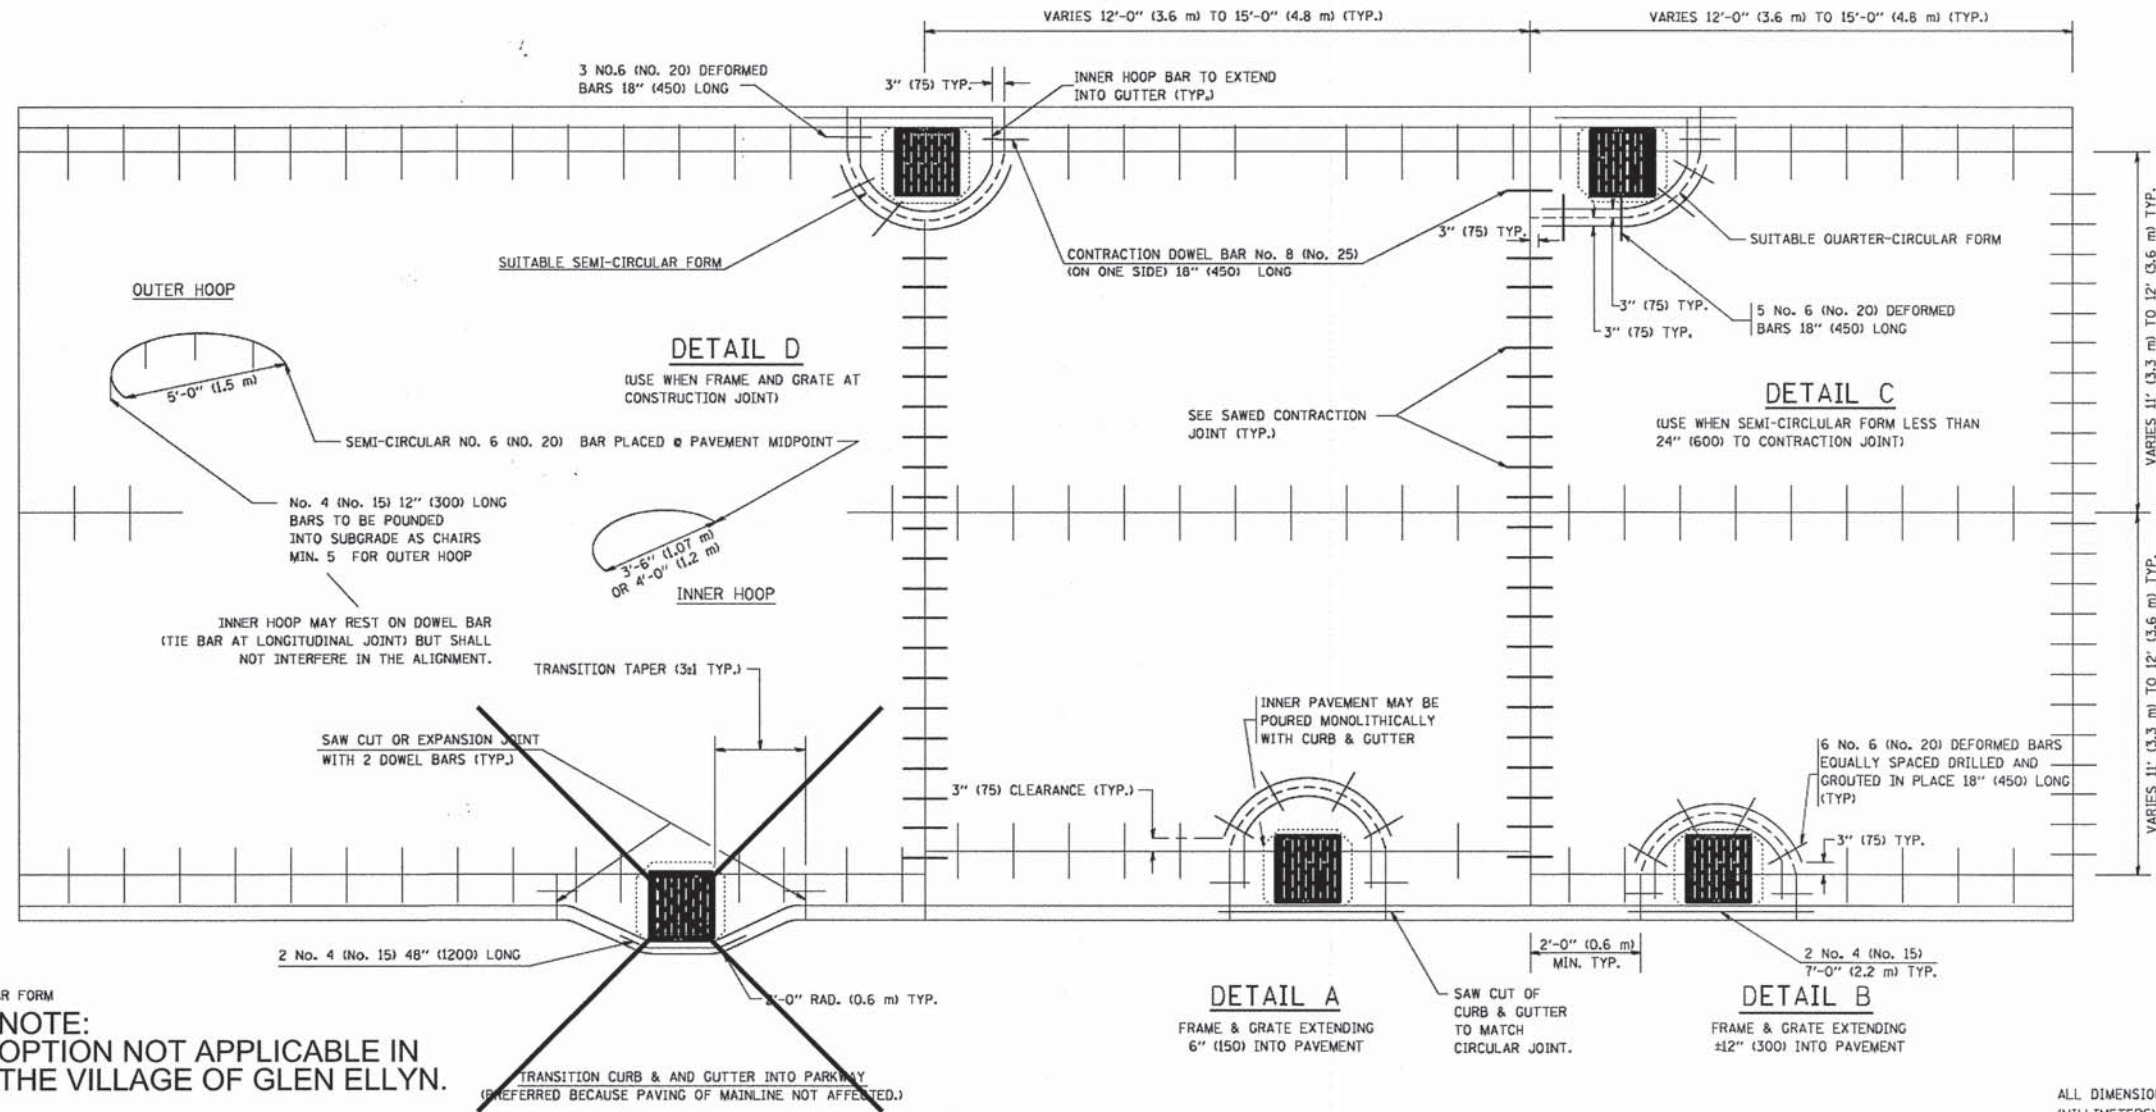 VARIES 12'-0" (3.6 m) TO 15'-0" (4.8 m) (TYP.)
VARIES 12'-0" (3.6 m) TO 15'-0" (4.8 m) (TYP.)
3 NO.6 (NO. 20) DEFORMED
BARS 18" (450) LONG
3" (75) TYP.
INNER HOOP BAR TO EXTEND
INTO GUTTER (TYP.)
SUITABLE SEMI-CIRCULAR FORM
CONTRACTION DOWEL BAR No. 8 (No. 25)
(ON ONE SIDE) 18" (450) LONG
3" (75) TYP.
SUITABLE QUARTER-CIRCULAR FORM
3" (75) TYP.
3" (75) TYP.
5 No. 6 (No. 20) DEFORMED
BARS 18" (450) LONG
VARIES 11' (3.3 m) TO 12' (3.6 m) TYP.
OUTER HOOP
5'-0" (1.5 m)
DETAIL D
(USE WHEN FRAME AND GRATE AT
CONSTRUCTION JOINT)
SEMI-CIRCULAR NO. 6 (NO. 20) BAR PLACED @ PAVEMENT MIDPOINT
SEE SAWED CONTRACTION
JOINT (TYP.)
DETAIL C
(USE WHEN SEMI-CIRCLULAR FORM LESS THAN
24" (600) TO CONTRACTION JOINT)
No. 4 (No. 15) 12" (300) LONG
BARS TO BE POUNDED
INTO SUBGRADE AS CHAIRS
MIN. 5 FOR OUTER HOOP
3'-6" (1.07 m)
OR 4'-0" (1.2 m)
INNER HOOP
INNER HOOP MAY REST ON DOWEL BAR
(TIE BAR AT LONGITUDINAL JOINT) BUT SHALL
NOT INTERFERE IN THE ALIGNMENT.
TRANSITION TAPER (3:1 TYP.)
SAW CUT OR EXPANSION JOINT
WITH 2 DOWEL BARS (TYP.)
INNER PAVEMENT MAY BE
POURED MONOLITHICALLY
WITH CURB & GUTTER
3" (75) CLEARANCE (TYP.)
6 No. 6 (No. 20) DEFORMED BARS
EQUALLY SPACED DRILLED AND
GROUTED IN PLACE 18" (450) LONG
(TYP)
3" (75) TYP.
VARIES 11' (3.3 m) TO 12' (3.6 m) TYP.
2 No. 4 (No. 15) 48" (1200) LONG
2'-0" RAD. (0.6 m) TYP.
2'-0" (0.6 m)
MIN. TYP.
2 No. 4 (No. 15)
7'-0" (2.2 m) TYP.
DETAIL A
FRAME & GRATE EXTENDING
6" (150) INTO PAVEMENT
SAW CUT OF
CURB & GUTTER
TO MATCH
CIRCULAR JOINT.
DETAIL B
FRAME & GRATE EXTENDING
±12" (300) INTO PAVEMENT
R FORM
NOTE:
OPTION NOT APPLICABLE IN
THE VILLAGE OF GLEN ELLYN.
TRANSITION CURB & AND GUTTER INTO PARKWAY
(PREFERRED BECAUSE PAVING OF MAINLINE NOT AFFECTED.)
ALL DIMENSIO